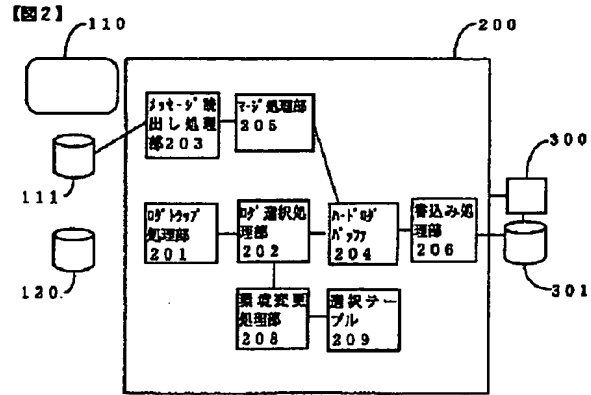 【図2】
110
200
ﾒｯｾｰｼﾞ読
出し処理
部203
ﾏｰｼﾞ処理部
205
300
111
ﾛｸﾞﾄﾗｯﾌﾟ
処理部
201
ﾛｸﾞ選択処
理部
202
ﾊｰﾄﾞﾛｸﾞ
ﾊﾞｯﾌｧ
204
書込み処
理部
206
120.
301
環境変更
処理部
208
選択テー
ブル
209